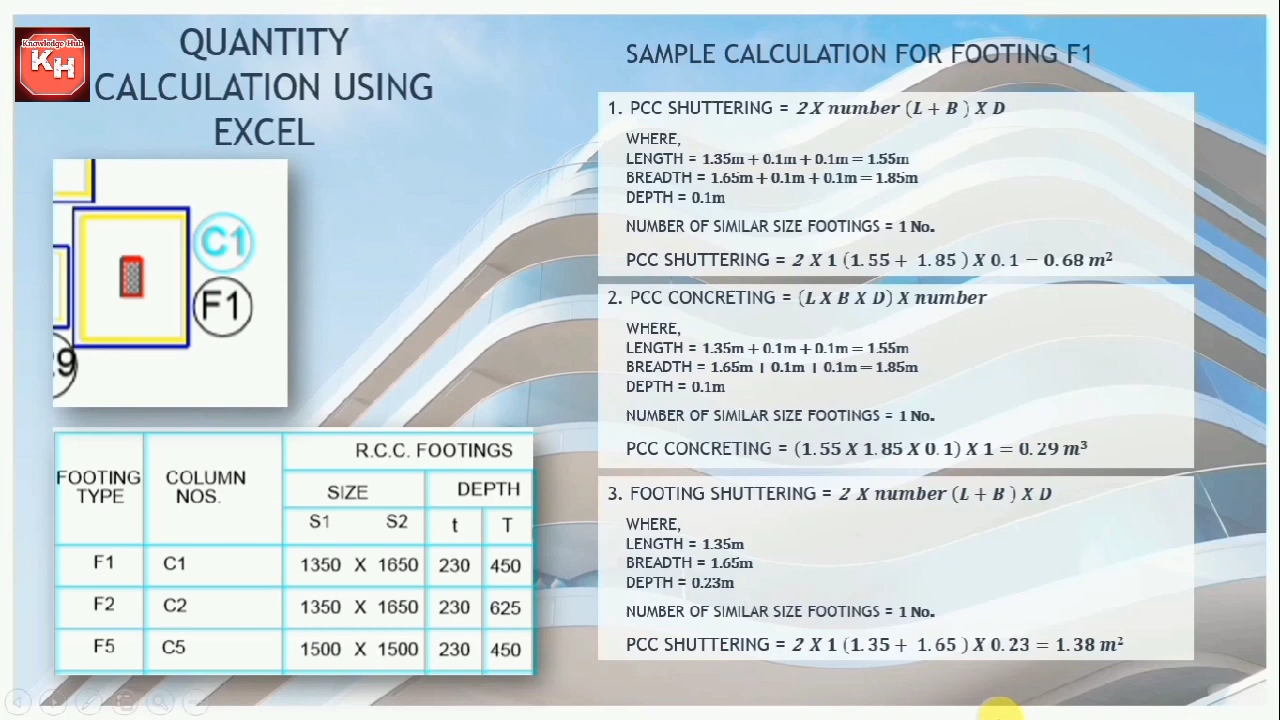 Knowledge Hub
KH
QUANTITY
CALCULATION USING
EXCEL
C1
F1
9
R.C.C. FOOTINGS
FOOTING TYPE COLUMN NOS. SIZE DEPTH
S1 S2 t T
F1 C1 1350 X 1650 230 450
F2 C2 1350 X 1650 230 625
F5 C5 1500 X 1500 230 450
SAMPLE CALCULATION FOR FOOTING F1
1. PCC SHUTTERING = 2 X number (L + B ) X D
WHERE,
LENGTH = 1.35m + 0.1m + 0.1m = 1.55m
BREADTH = 1.65m + 0.1m + 0.1m = 1.85m
DEPTH = 0.1m
NUMBER OF SIMILAR SIZE FOOTINGS = 1 No.
PCC SHUTTERING = 2 X 1 (1.55 + 1.85 ) X 0.1 = 0.68 m²
2. PCC CONCRETING = (L X B X D) X number
WHERE,
LENGTH = 1.35m + 0.1m + 0.1m = 1.55m
BREADTH = 1.65m + 0.1m + 0.1m = 1.85m
DEPTH = 0.1m
NUMBER OF SIMILAR SIZE FOOTINGS = 1 No.
PCC CONCRETING = (1.55 X 1.85 X 0.1) X 1 = 0.29 m³
3. FOOTING SHUTTERING = 2 X number (L + B ) X D
WHERE,
LENGTH = 1.35m
BREADTH = 1.65m
DEPTH = 0.23m
NUMBER OF SIMILAR SIZE FOOTINGS = 1 No.
PCC SHUTTERING = 2 X 1 (1.35 + 1.65 ) X 0.23 = 1.38 m²